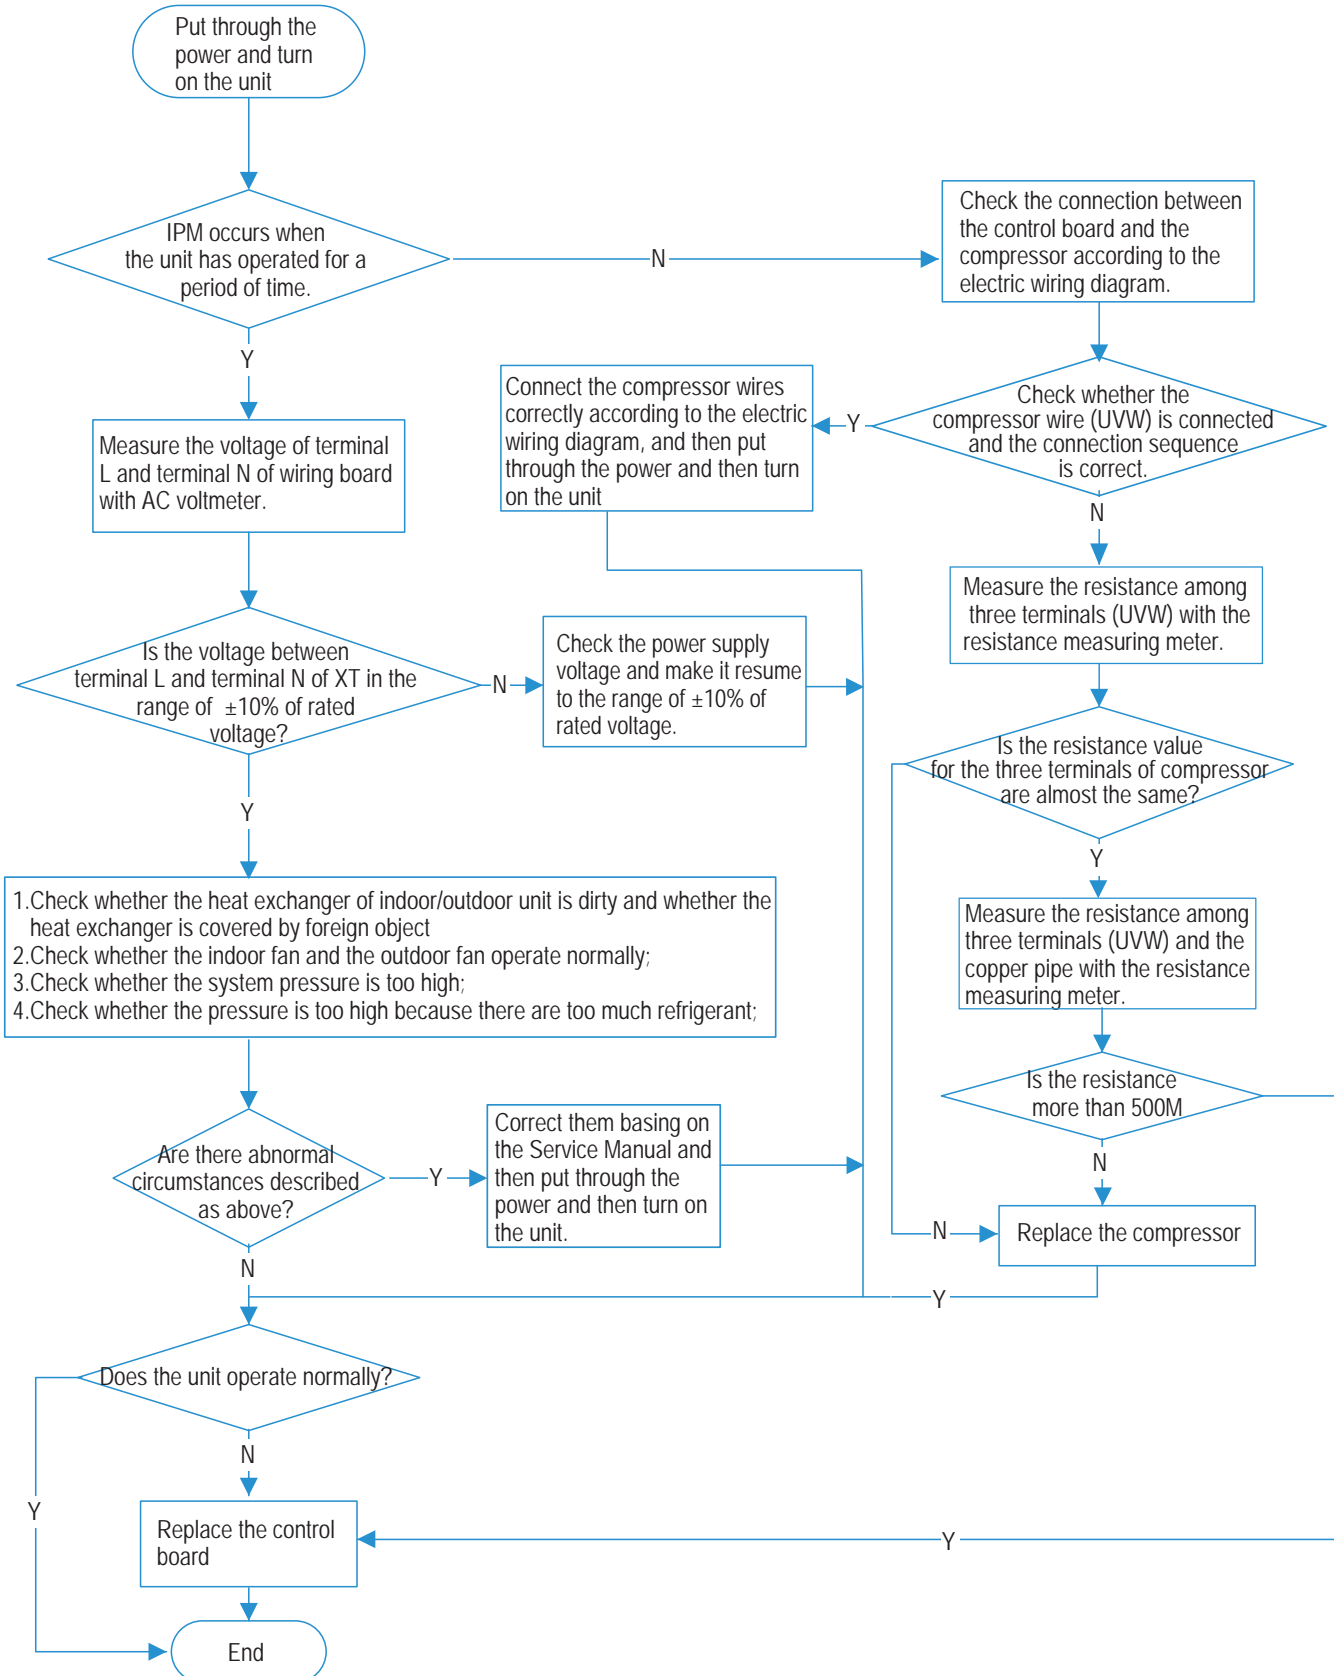 Put through the
power and turn
on the unit
IPM occurs when
the unit has operated for a
period of time.
N
Check the connection between
the control board and the
compressor according to the
electric wiring diagram.
Y
Connect the compressor wires
correctly according to the electric
wiring diagram, and then put
through the power and then turn
on the unit
Y
Check whether the
compressor wire (UVW) is connected
and the connection sequence
is correct.
Measure the voltage of terminal
L and terminal N of wiring board
with AC voltmeter.
N
Measure the resistance among
three terminals (UVW) with the
resistance measuring meter.
Is the voltage between
terminal L and terminal N of XT in the
range of ±10% of rated
voltage?
N
Check the power supply
voltage and make it resume
to the range of ±10% of
rated voltage.
Is the resistance value
for the three terminals of compressor
are almost the same?
Y
Y
1.Check whether the heat exchanger of indoor/outdoor unit is dirty and whether the
heat exchanger is covered by foreign object
2.Check whether the indoor fan and the outdoor fan operate normally;
3.Check whether the system pressure is too high;
4.Check whether the pressure is too high because there are too much refrigerant;
Measure the resistance among
three terminals (UVW) and the
copper pipe with the resistance
measuring meter.
Is the resistance
more than 500M
Are there abnormal
circumstances described
as above?
Y
Correct them basing on
the Service Manual and
then put through the
power and then turn on
the unit.
N
N
Replace the compressor
N
Y
Does the unit operate normally?
N
Y
Replace the control
board
Y
End